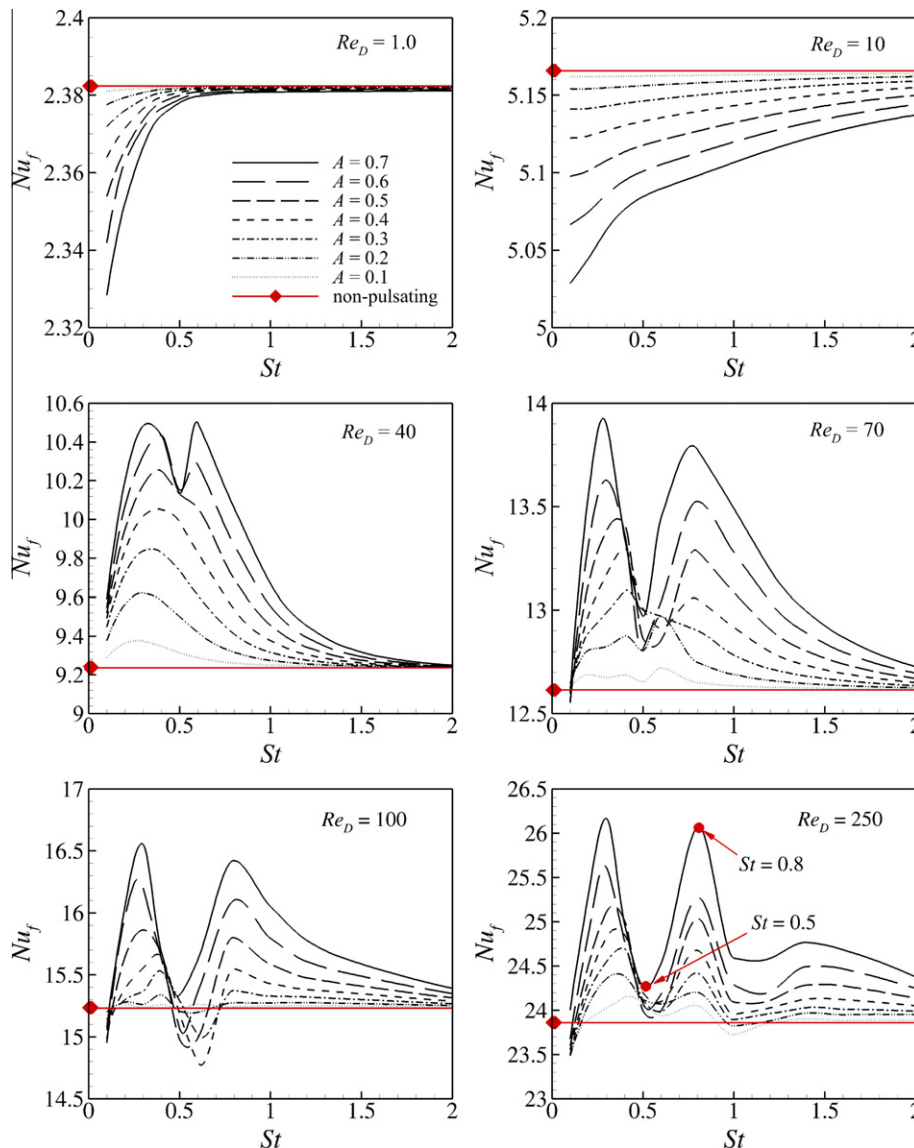 2.4
Re_D = 1.0
2.38
Nu_f
2.36
2.34
2.32
A = 0.7
A = 0.6
A = 0.5
A = 0.4
A = 0.3
A = 0.2
A = 0.1
non-pulsating
0 0.5 1 1.5 2
St
5.2
Re_D = 10
5.15
Nu_f
5.1
5.05
5
0 0.5 1 1.5 2
St
10.6
Re_D = 40
10.4
10.2
Nu_f
10
9.8
9.6
9.4
9.2
9
0 0.5 1 1.5 2
St
14
Re_D = 70
13.5
Nu_f
13
12.5
0 0.5 1 1.5 2
St
17
Re_D = 100
16.5
16
Nu_f
15.5
15
14.5
0 0.5 1 1.5 2
St
26.5
Re_D = 250
26
25.5
St = 0.8
25
Nu_f
St = 0.5
24.5
24
23.5
23
0 0.5 1 1.5 2
St